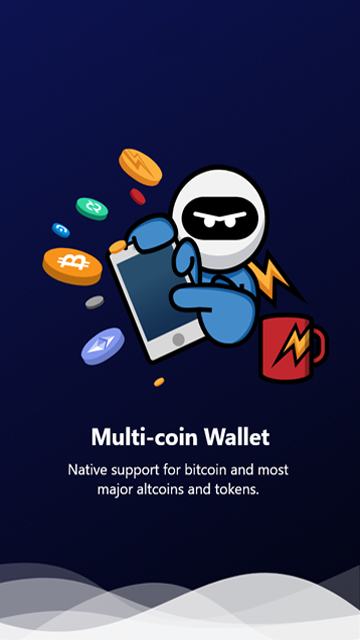 Multi-coin Wallet
Native support for bitcoin and most
major altcoins and tokens.